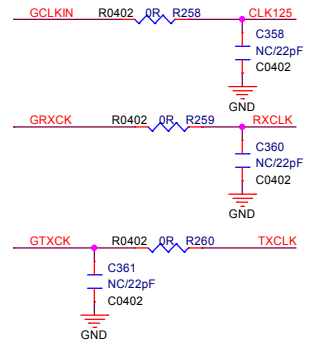 GCLKIN R0402 0R R258 CLK125
C358
NC/22pF
C0402
GND
GRXCK R0402 0R R259 RXCLK
C360
NC/22pF
C0402
GND
GTXCK R0402 0R R260 TXCLK
C361
NC/22pF
C0402
GND